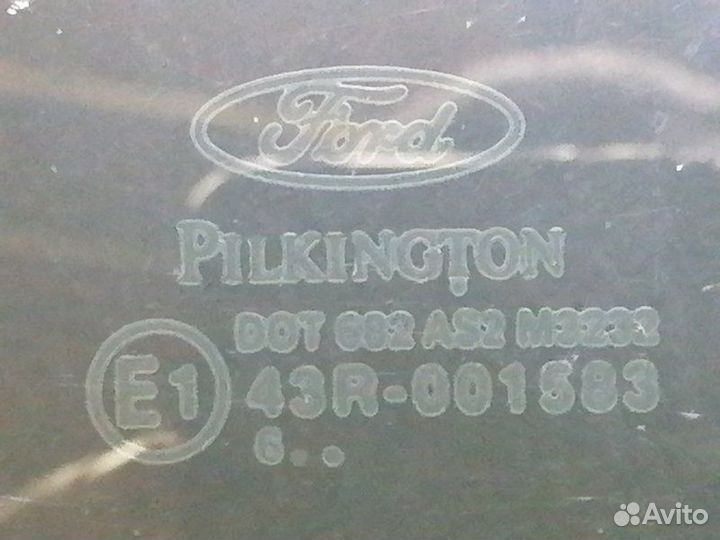 Ford
PILKINGTON
DOT 682 AS2 M3232
E1
43R-001583
6..
Avito